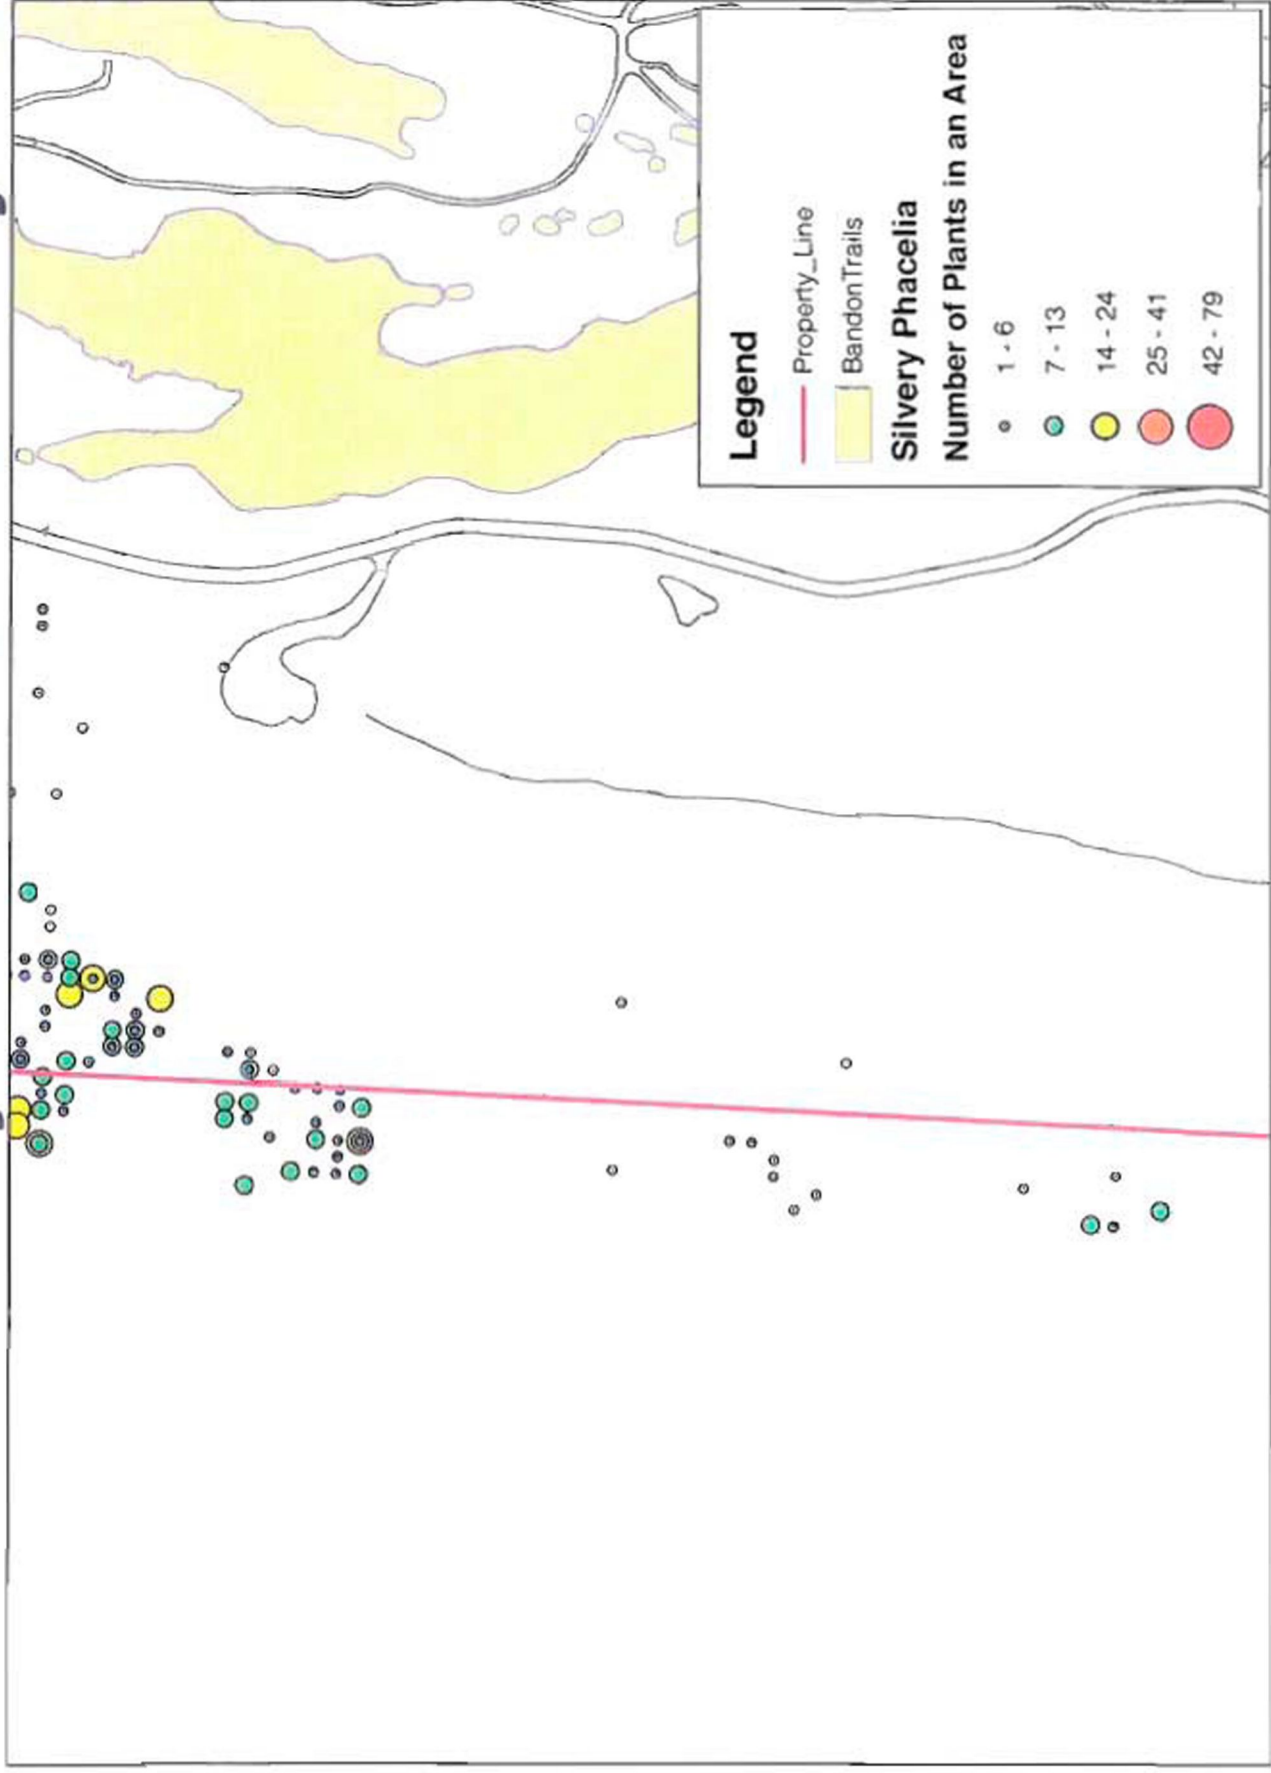 Legend
Property_Line
BandonTrails
Silvery Phacelia
Number of Plants in an Area
1 - 6
7 - 13
14 - 24
25 - 41
42 - 79